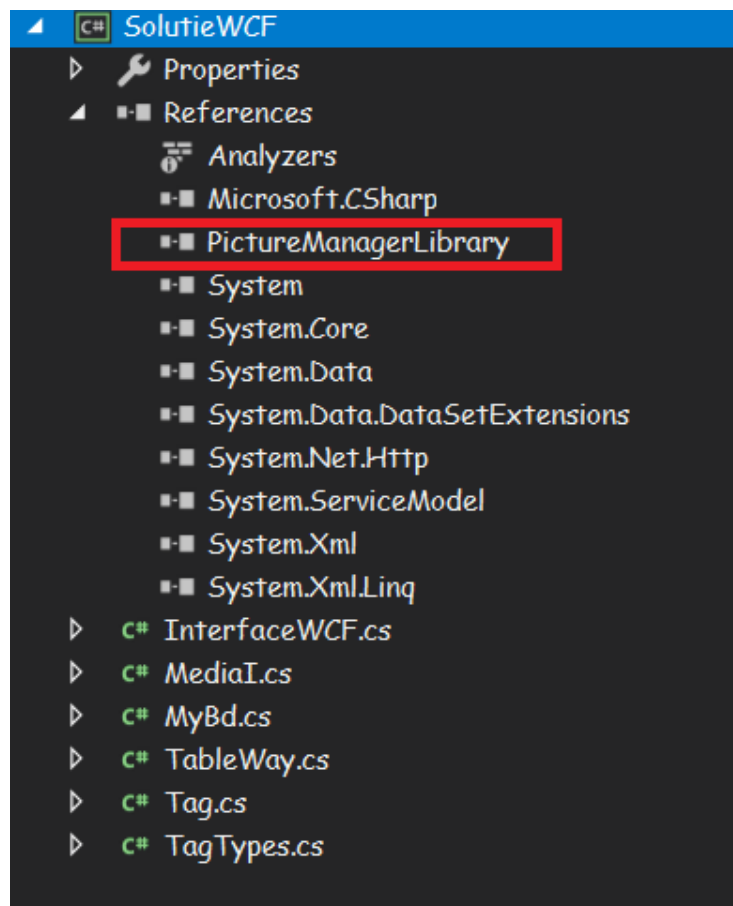 C# SolutieWCF
Properties
References
Analyzers
Microsoft.CSharp
PictureManagerLibrary
System
System.Core
System.Data
System.Data.DataSetExtensions
System.Net.Http
System.ServiceModel
System.Xml
System.Xml.Linq
C# InterfaceWCF.cs
C# MediaI.cs
C# MyBd.cs
C# TableWay.cs
C# Tag.cs
C# TagTypes.cs